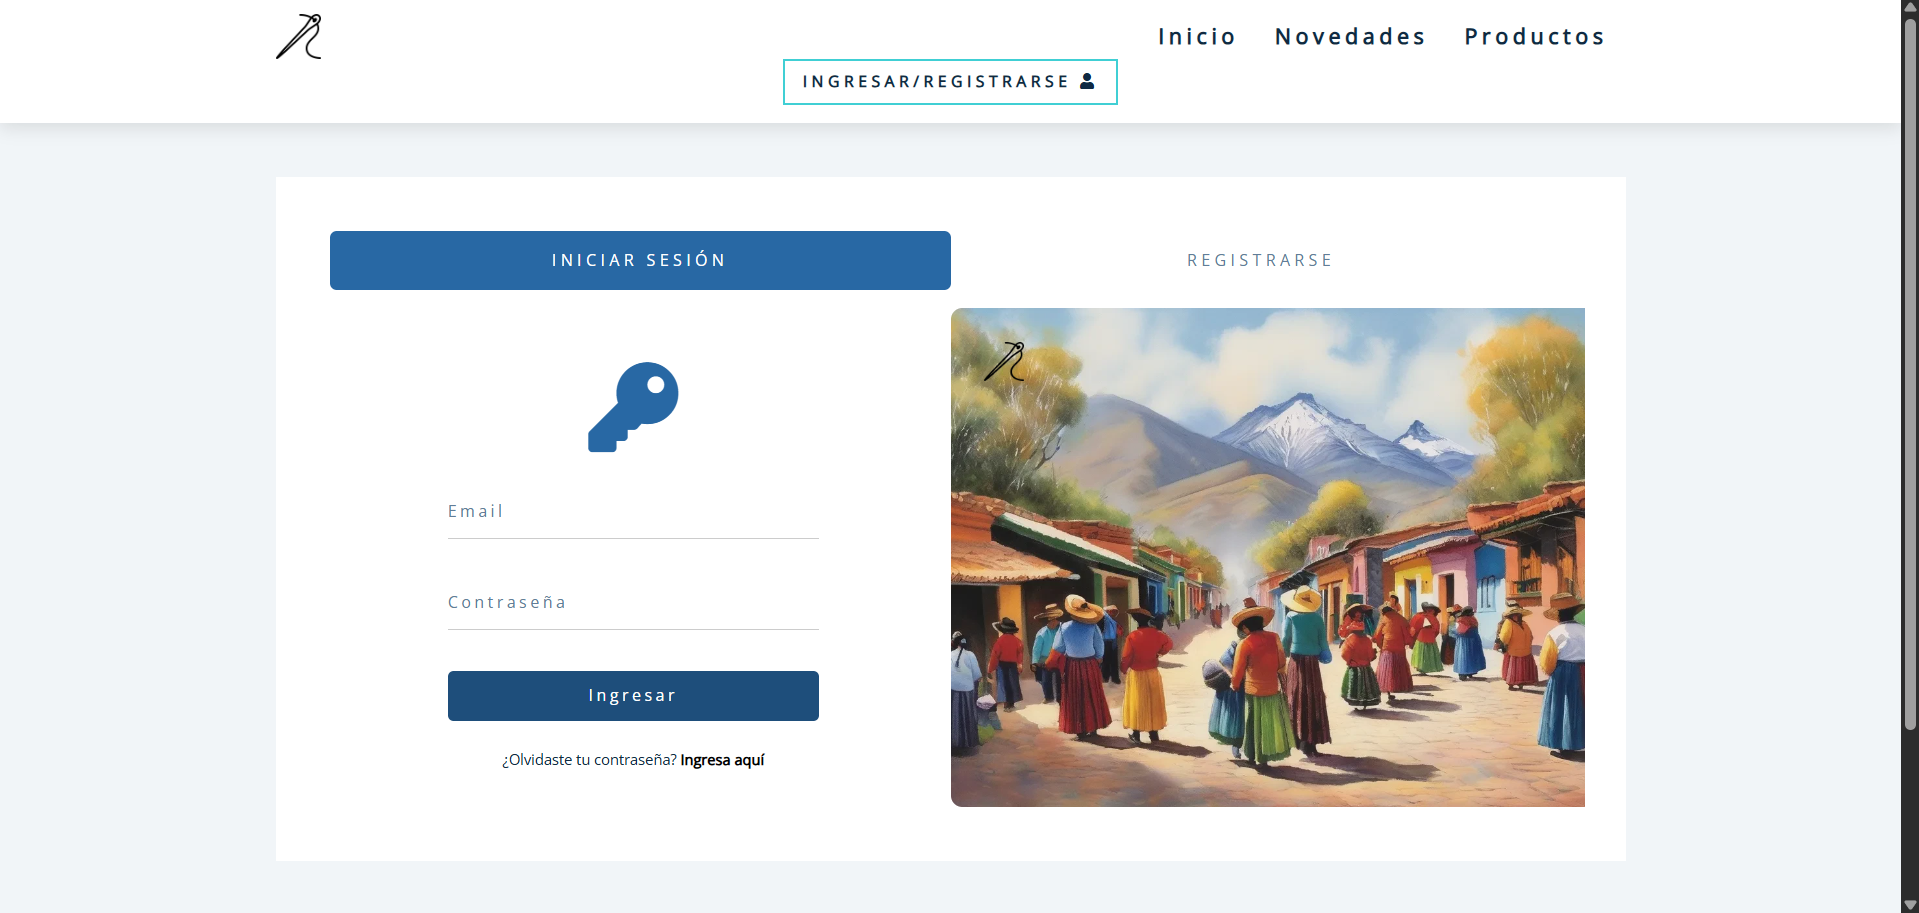 Inicio Novedades Productos
INGRESAR/REGISTRARSE
INICIAR SESIÓN
REGISTRARSE
Email
Contraseña
Ingresar
¿Olvidaste tu contraseña? Ingresa aquí